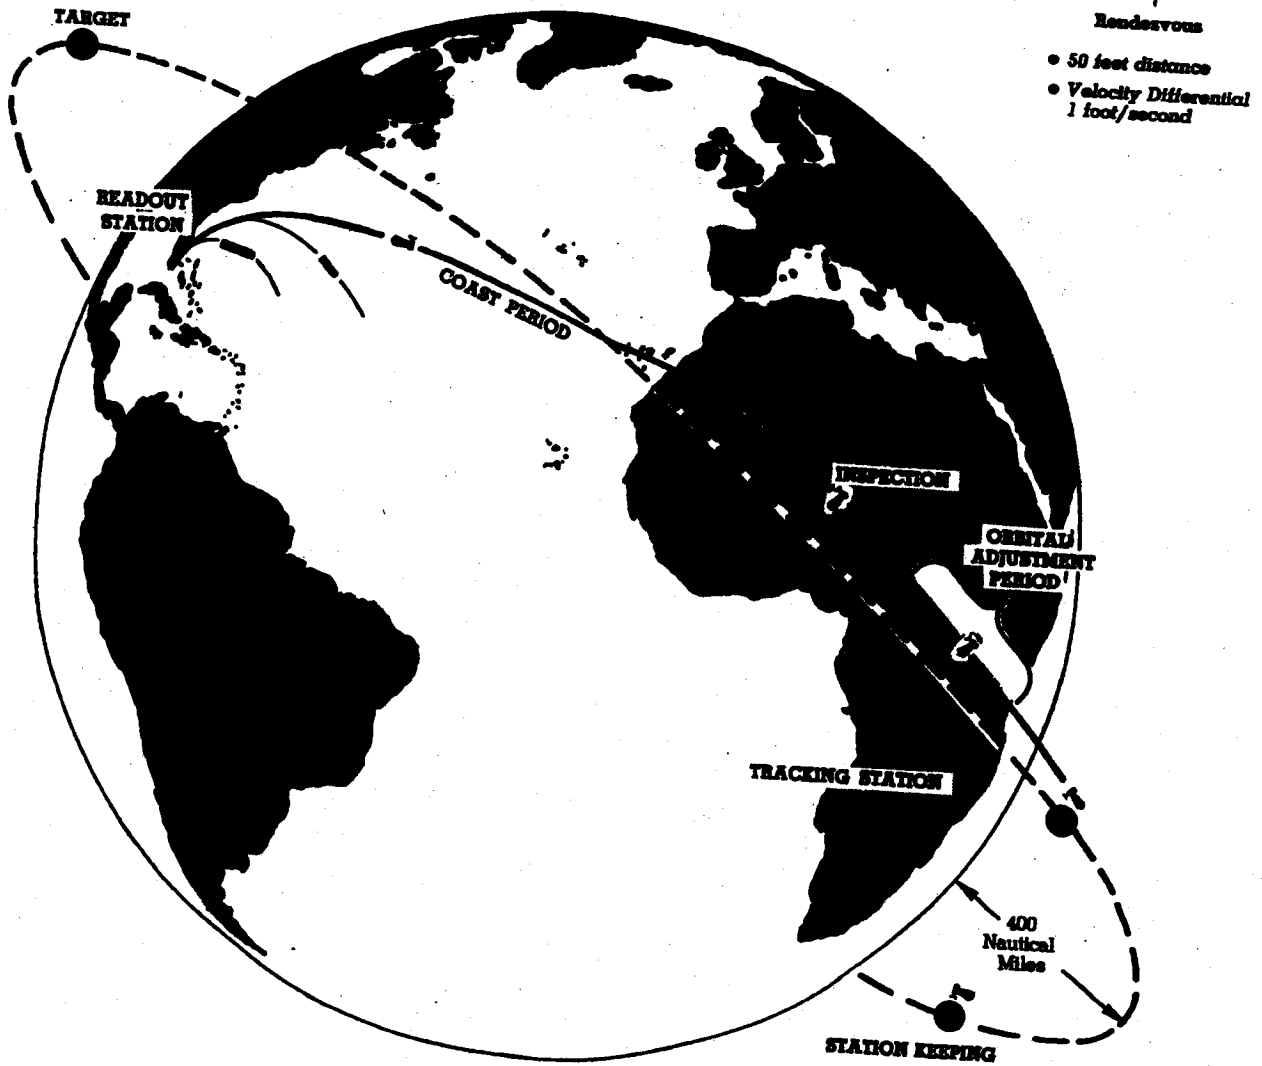 TARGET
Rendezvous
• 50 feet distance
• Velocity Differential
1 foot/second
READOUT
STATION
COAST PERIOD
INSPECTION
ORBITAL
ADJUSTMENT
PERIOD
TRACKING STATION
400
Nautical
Miles
STATION KEEPING